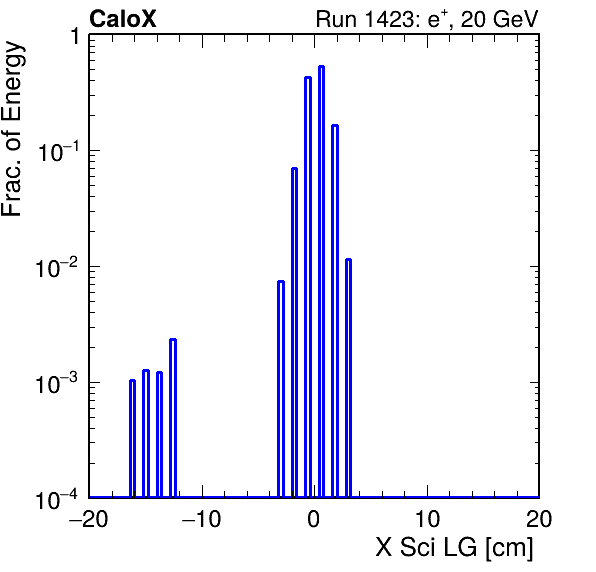 CaloX Run 1423: e⁺, 20 GeV
Frac. of Energy
1
10⁻¹
10⁻²
10⁻³
10⁻⁴
−20 −10 0 10 20
X Sci LG [cm]